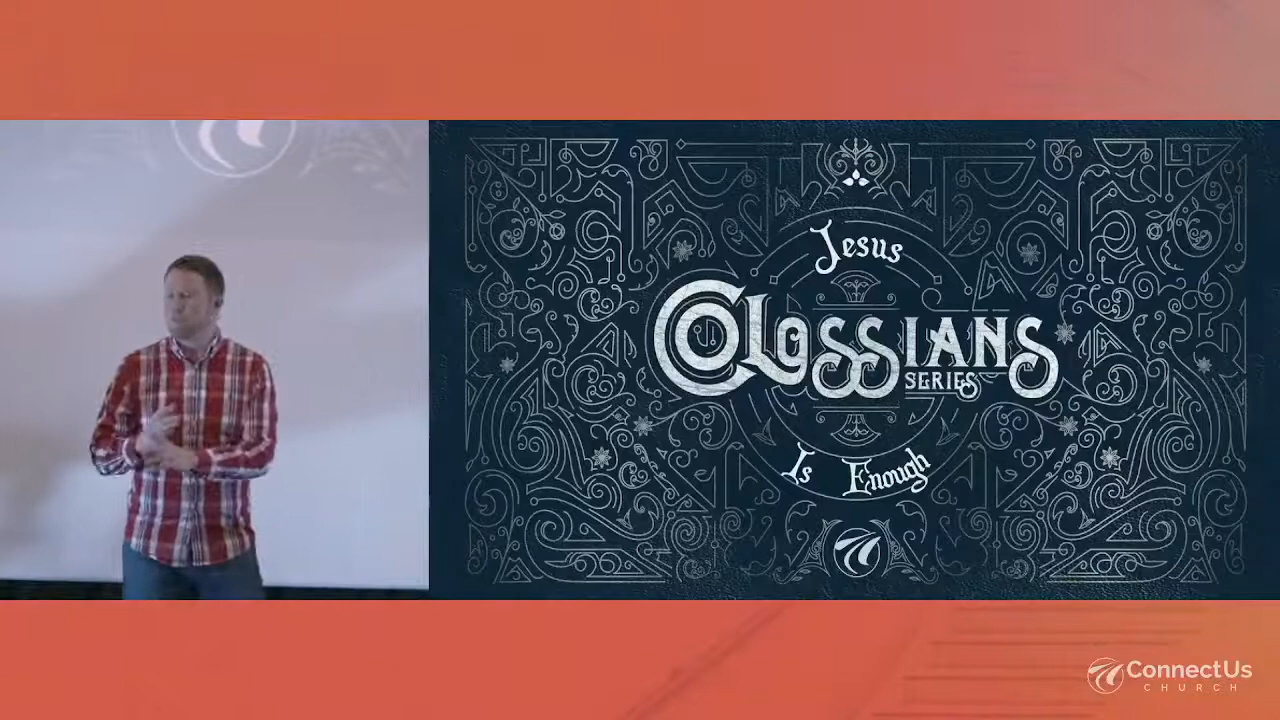 Jesus
COLOSSIANS
SERIES
Is Enough
ConnectUs
CHURCH